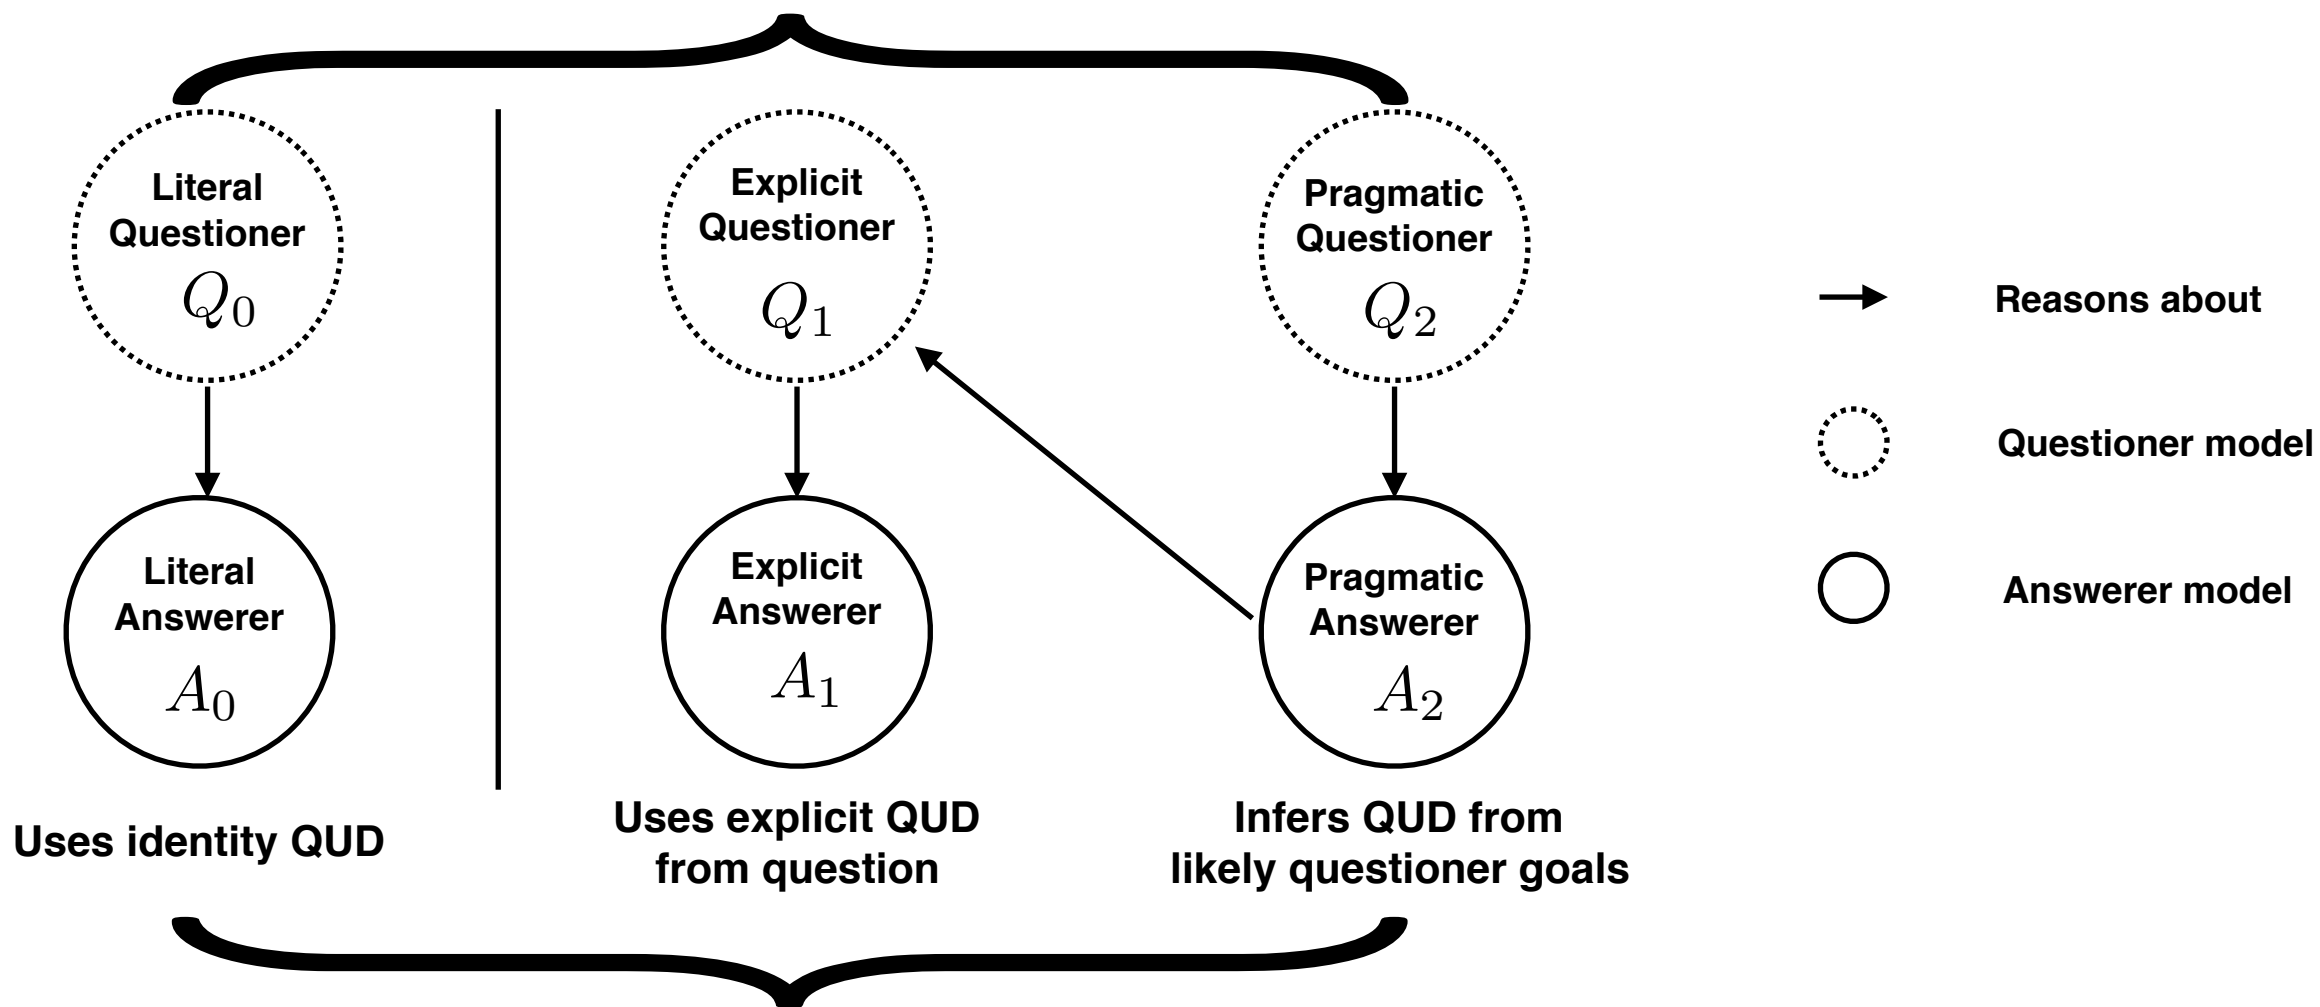 Literal
Questioner
Q₀
Explicit
Questioner
Q₁
Pragmatic
Questioner
Q₂
Literal
Answerer
A₀
Explicit
Answerer
A₁
Pragmatic
Answerer
A₂
Uses identity QUD
Uses explicit QUD
from question
Infers QUD from
likely questioner goals
Reasons about
Questioner model
Answerer model